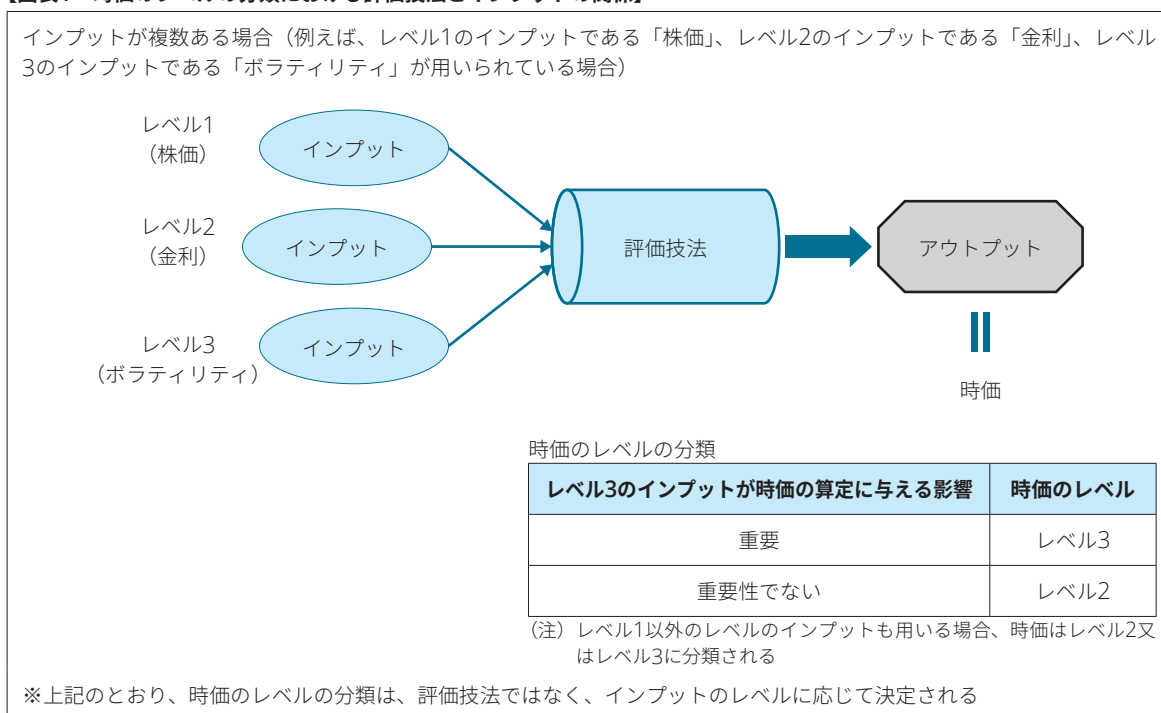 インプットが複数ある場合（例えば、レベル1のインプットである「株価」、レベル2のインプットである「金利」、レベル
3のインプットである「ボラティリティ」が用いられている場合）
レベル1
（株価）
インプット
レベル2
（金利）
インプット
レベル3
（ボラティリティ）
インプット
評価技法
アウトプット
時価
時価のレベルの分類
レベル3のインプットが時価の算定に与える影響 時価のレベル
重要 レベル3
重要性でない レベル2
（注）レベル1以外のレベルのインプットも用いる場合、時価はレベル2又
はレベル3に分類される
※上記のとおり、時価のレベルの分類は、評価技法ではなく、インプットのレベルに応じて決定される